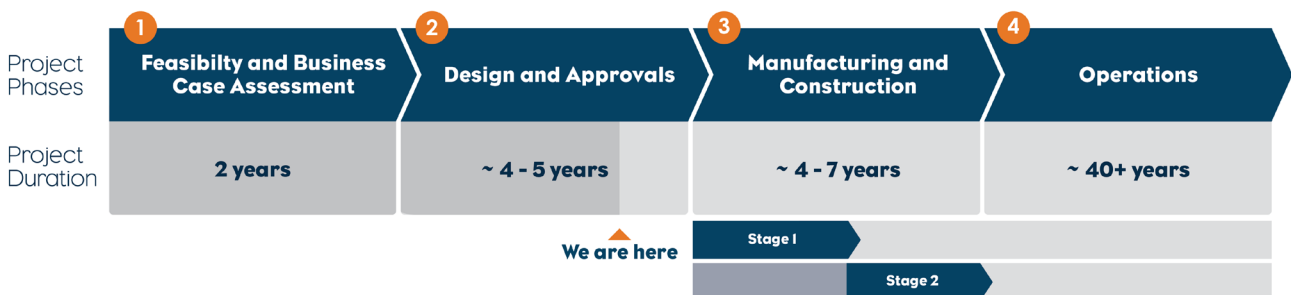 1
2
3
4
Project
Phases
Feasibilty and Business
Case Assessment
Design and Approvals
Manufacturing and
Construction
Operations
Project
Duration
2 years
~ 4 - 5 years
~ 4 - 7 years
~ 40+ years
We are here
Stage 1
Stage 2